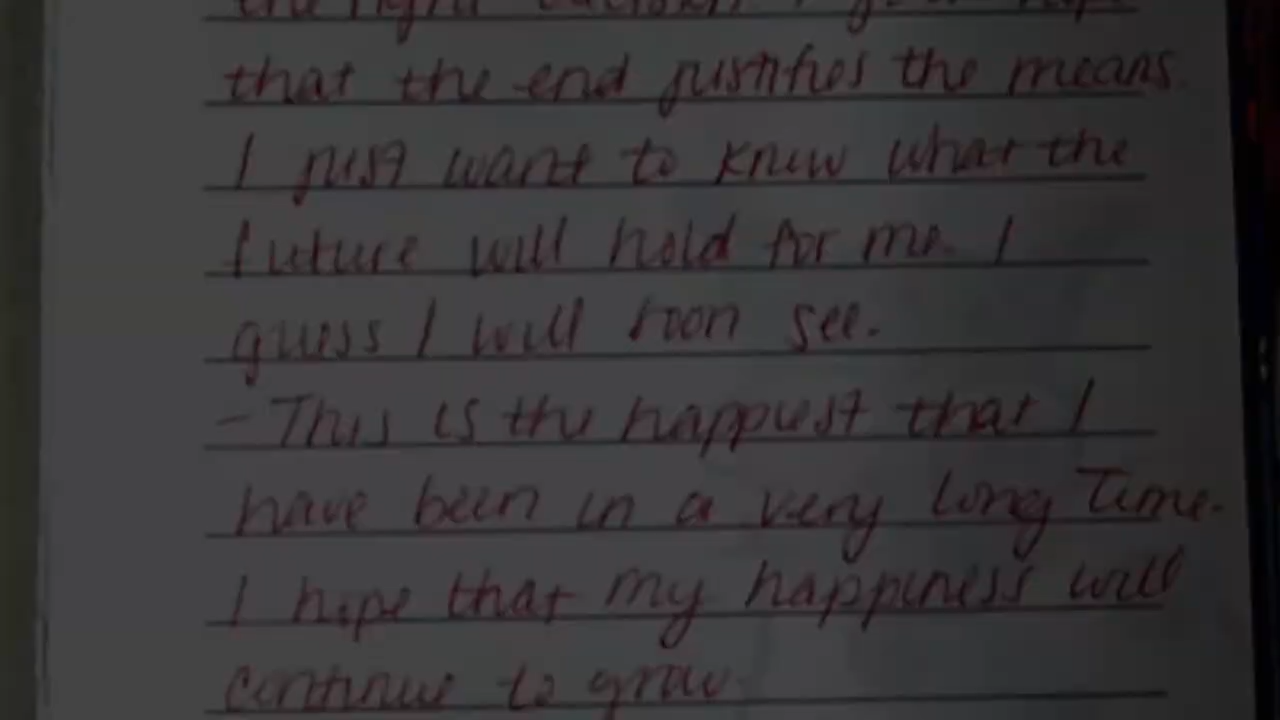 the right
that the end justifies the means.
I just want to know what the
future will hold for me. I
guess I will soon see.
- This is the happiest that I
have been in a very long Time.
I hope that my happiness will
continue to grow.